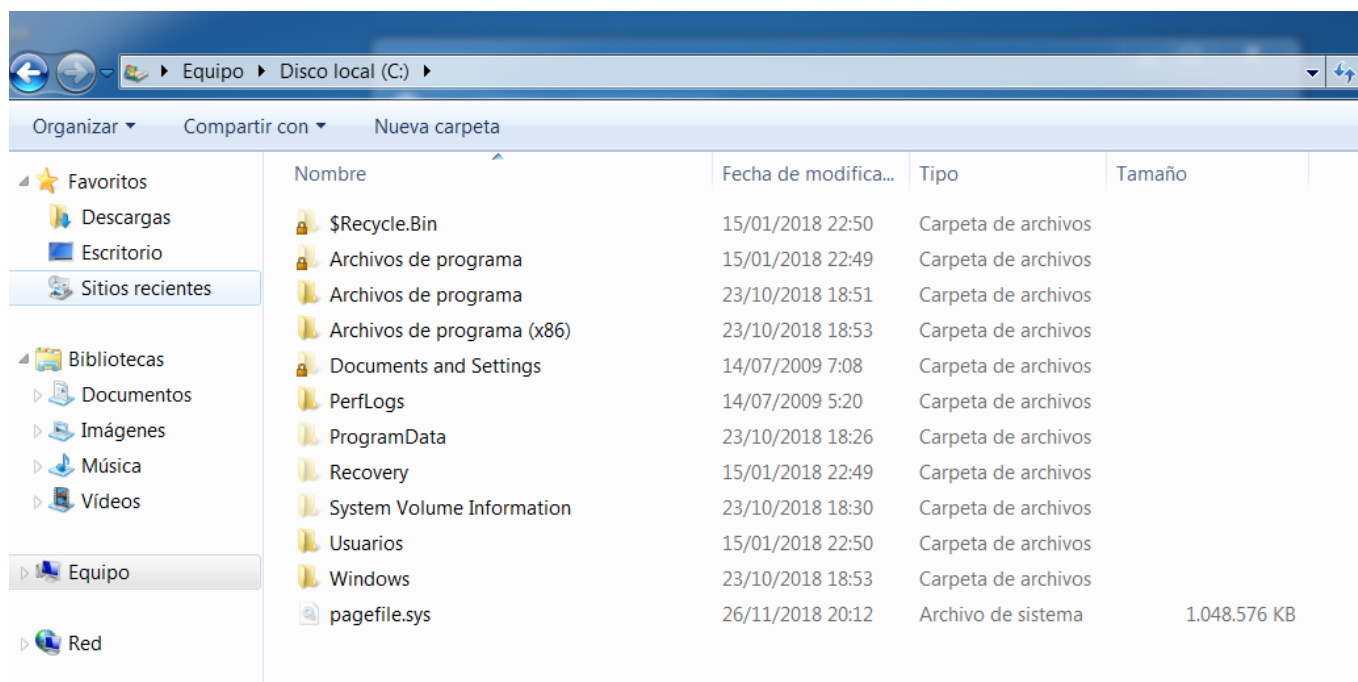 Equipo Disco local (C:)
Organizar Compartir con Nueva carpeta
Favoritos
Descargas
Escritorio
Sitios recientes
Bibliotecas
Documentos
Imágenes
Música
Vídeos
Equipo
Red
Nombre Fecha de modifica... Tipo Tamaño
$Recycle.Bin 15/01/2018 22:50 Carpeta de archivos
Archivos de programa 15/01/2018 22:49 Carpeta de archivos
Archivos de programa 23/10/2018 18:51 Carpeta de archivos
Archivos de programa (x86) 23/10/2018 18:53 Carpeta de archivos
Documents and Settings 14/07/2009 7:08 Carpeta de archivos
PerfLogs 14/07/2009 5:20 Carpeta de archivos
ProgramData 23/10/2018 18:26 Carpeta de archivos
Recovery 15/01/2018 22:49 Carpeta de archivos
System Volume Information 23/10/2018 18:30 Carpeta de archivos
Usuarios 15/01/2018 22:50 Carpeta de archivos
Windows 23/10/2018 18:53 Carpeta de archivos
pagefile.sys 26/11/2018 20:12 Archivo de sistema 1.048.576 KB